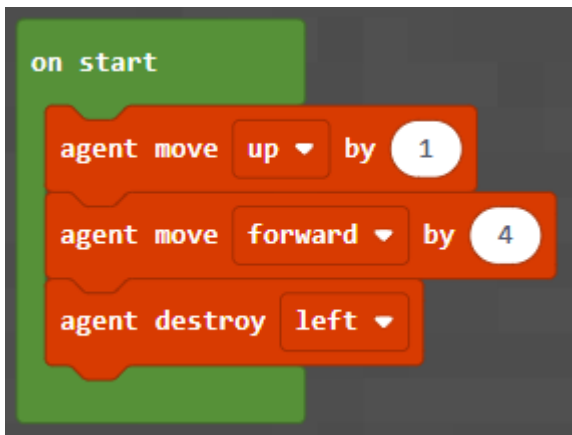 on start
agent move up by 1
agent move forward by 4
agent destroy left